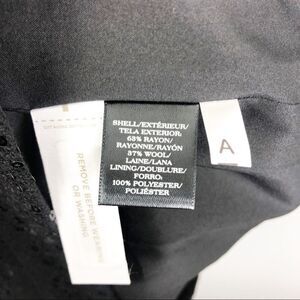 SHELL/EXTÉRIEUR/
TELA EXTERIOR:
63% RAYON/
RAYONNE/RAYÓN
37% WOOL/
LAINE/LANA
LINING/DOUBLURE/
FORRO:
100% POLYESTER/
POLIÉSTER
A
REMOVE BEFORE WEARING
OR WASHING